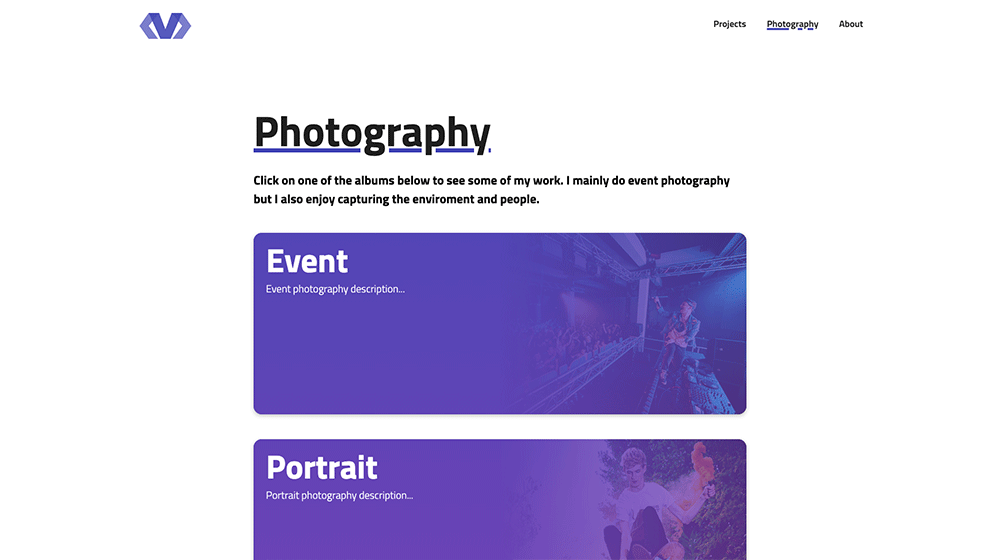 Projects Photography About
Photography
Click on one of the albums below to see some of my work. I mainly do event photography
but I also enjoy capturing the enviroment and people.
Event
Event photography description...
Portrait
Portrait photography description...